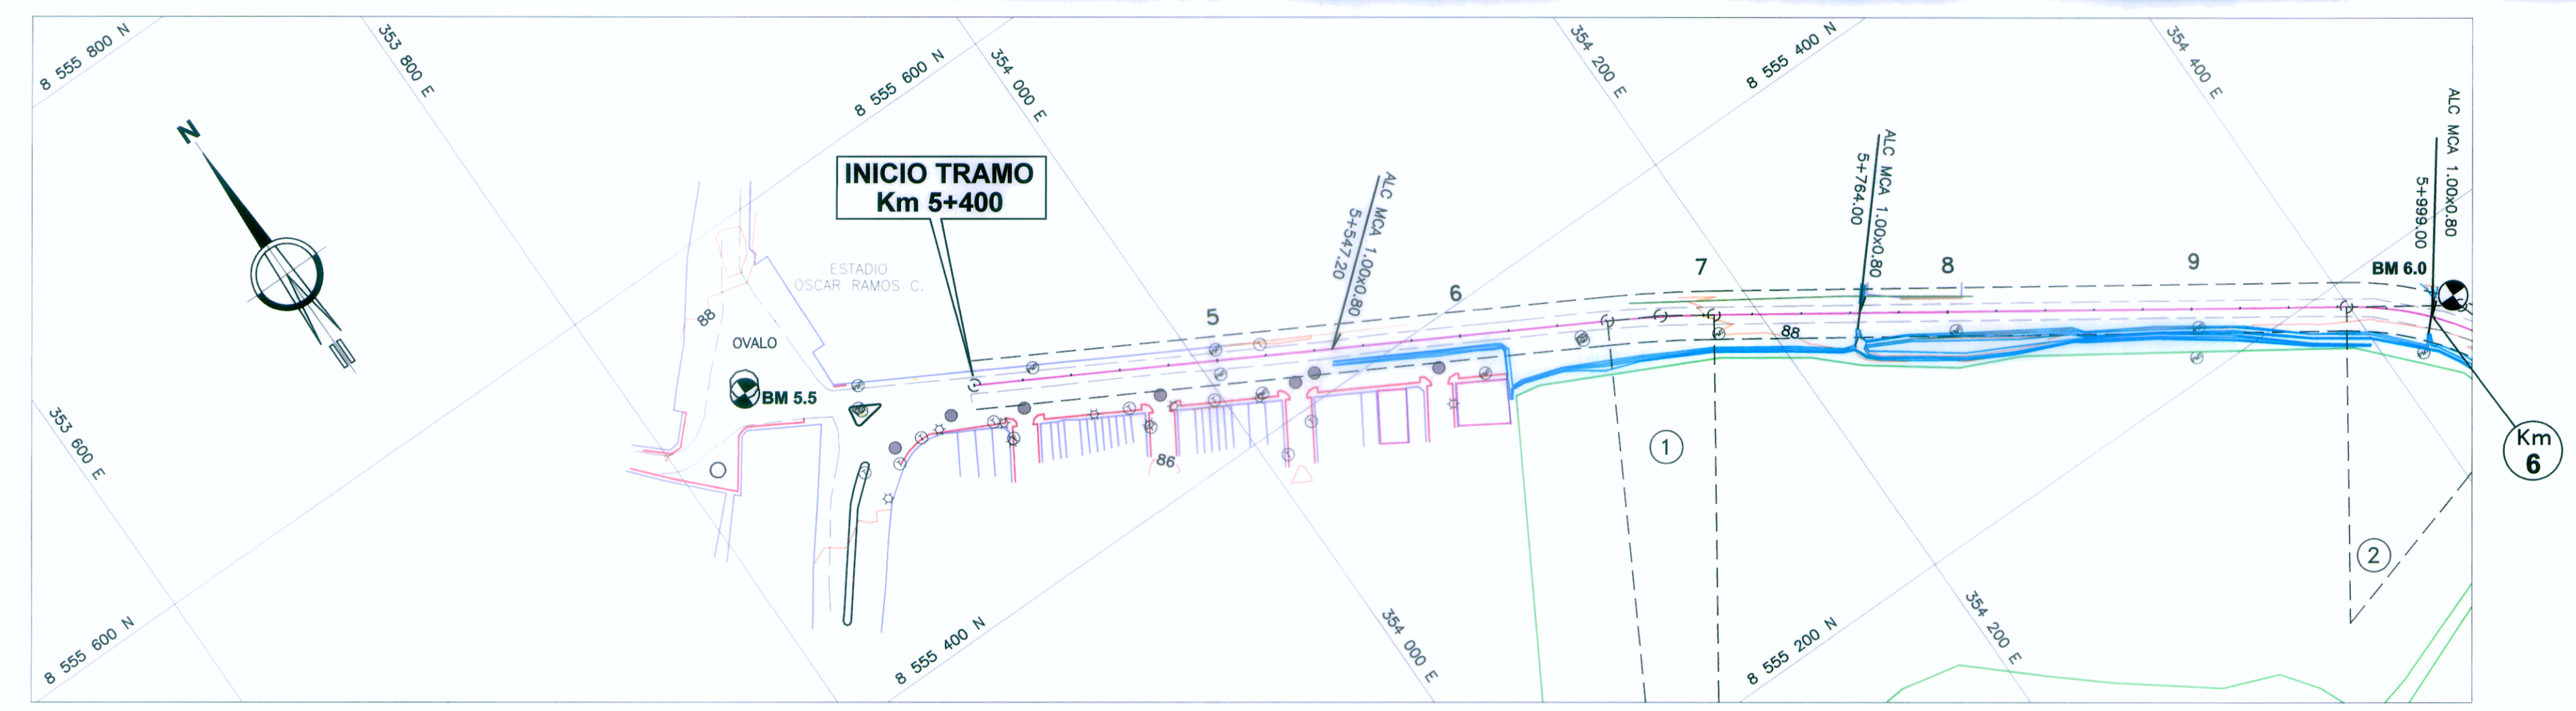 8 555 800 N
353 800 E
8 555 600 N
354 000 E
354 200 E
8 555 400 N
354 400 E
N
INICIO TRAMO
Km 5+400
ALC MCA 1.00x0.80
5+547.20
ALC MCA 1.00x0.80
5+764.00
ALC MCA 1.00x0.80
5+999.00
ESTADIO
OSCAR RAMOS C.
88
OVALO
BM 5.5
5
6
7
8
9
BM 6.0
88
86
1
2
Km
6
353 600 E
8 555 600 N
8 555 400 N
354 000 E
8 555 200 N
354 200 E